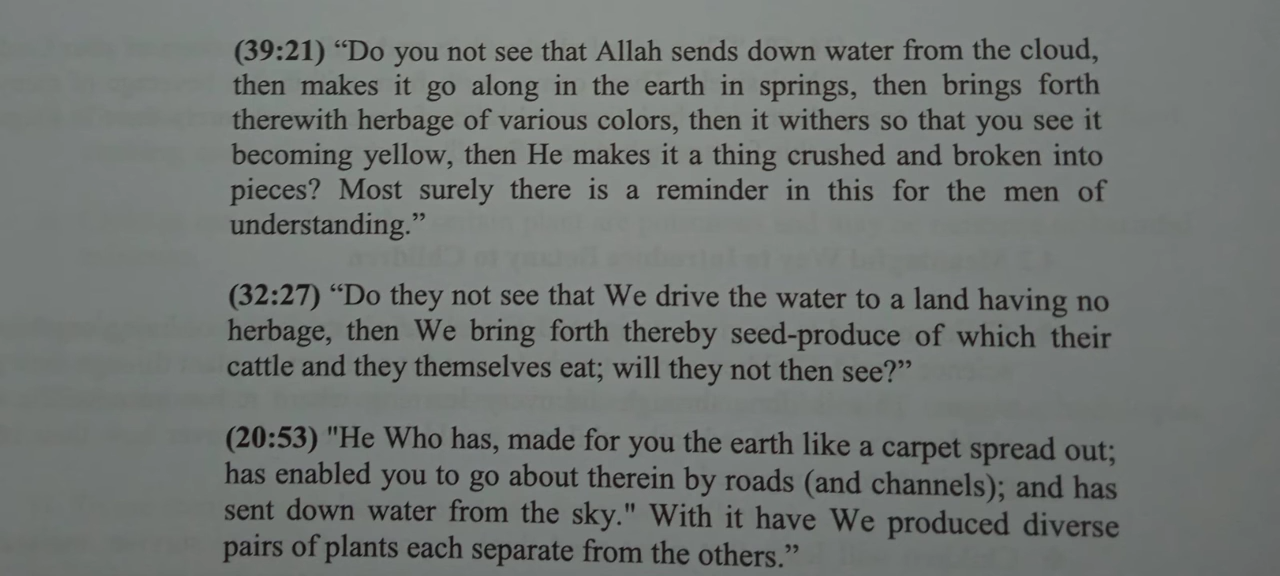 (39:21) “Do you not see that Allah sends down water from the cloud,
then makes it go along in the earth in springs, then brings forth
therewith herbage of various colors, then it withers so that you see it
becoming yellow, then He makes it a thing crushed and broken into
pieces? Most surely there is a reminder in this for the men of
understanding.”
(32:27) “Do they not see that We drive the water to a land having no
herbage, then We bring forth thereby seed-produce of which their
cattle and they themselves eat; will they not then see?”
(20:53) "He Who has, made for you the earth like a carpet spread out;
has enabled you to go about therein by roads (and channels); and has
sent down water from the sky." With it have We produced diverse
pairs of plants each separate from the others.”